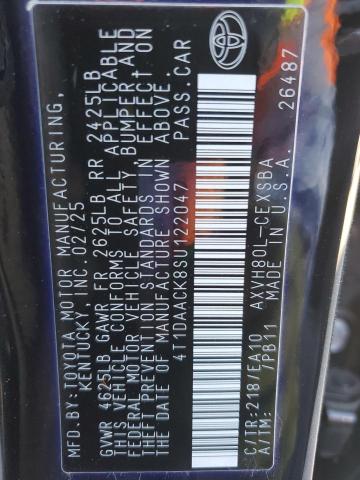 MFD.BY:TOYOTA MOTOR MANUFACTURING,
KENTUCKY, INC. 02/25
GVWR 4625LB GAWR FR 2625LB RR 2425LB
THIS VEHICLE CONFORMS TO ALL APPLICABLE
FEDERAL MOTOR VEHICLE SAFETY, BUMPER AND
THEFT PREVENTION STANDARDS IN EFFECT ON
THE DATE OF MANUFACTURE SHOWN ABOVE.
4T1DAACK8SU122047 PASS.CAR
C/TR:218/EA10 AXVH80L-CEXSBA
A/TM: /PB11 MADE IN U.S.A.
26487